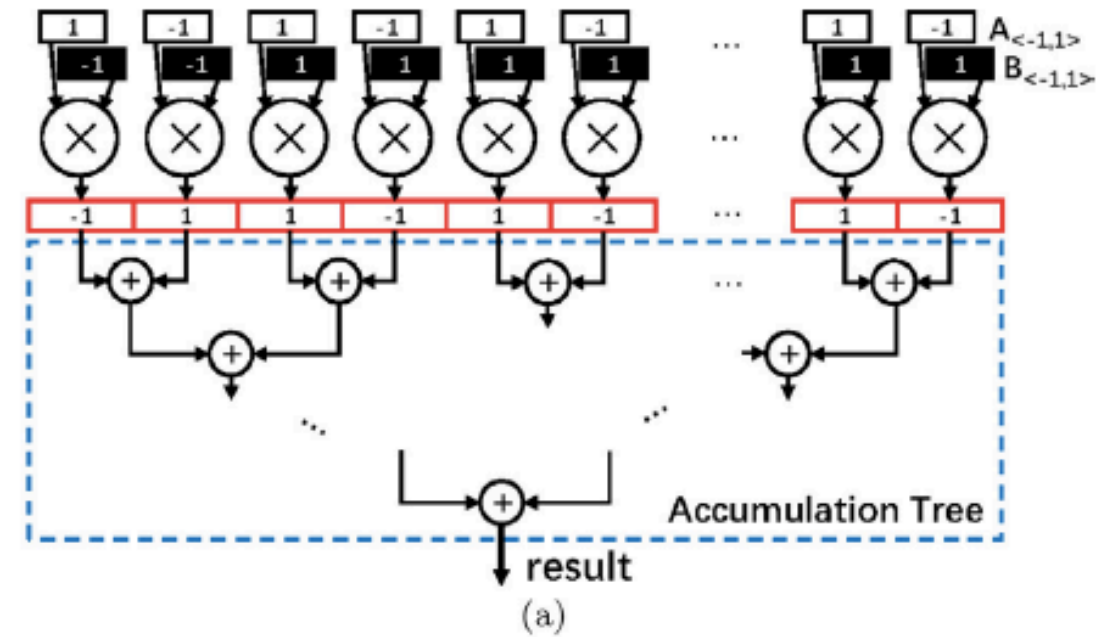 1 -1 1 -1 1 -1 ... 1 -1 A<-1,1>
-1 -1 1 1 1 1 1 1 B<-1,1>
× × × × × × ... × ×
-1 1 1 -1 1 -1 ... 1 -1
+ + + ... +
+ +
... ...
+
Accumulation Tree
result
(a)